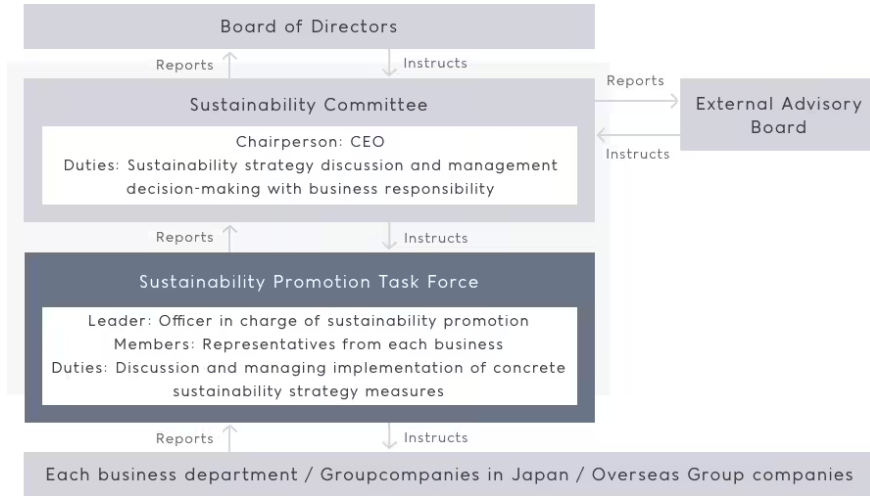 Board of Directors
Reports
Instructs
Sustainability Committee
Chairperson: CEO
Duties: Sustainability strategy discussion and management
decision-making with business responsibility
Reports
External Advisory
Board
Instructs
Reports
Instructs
Sustainability Promotion Task Force
Leader: Officer in charge of sustainability promotion
Members: Representatives from each business
Duties: Discussion and managing implementation of concrete
sustainability strategy measures
Reports
Instructs
Each business department / Groupcompanies in Japan / Overseas Group companies